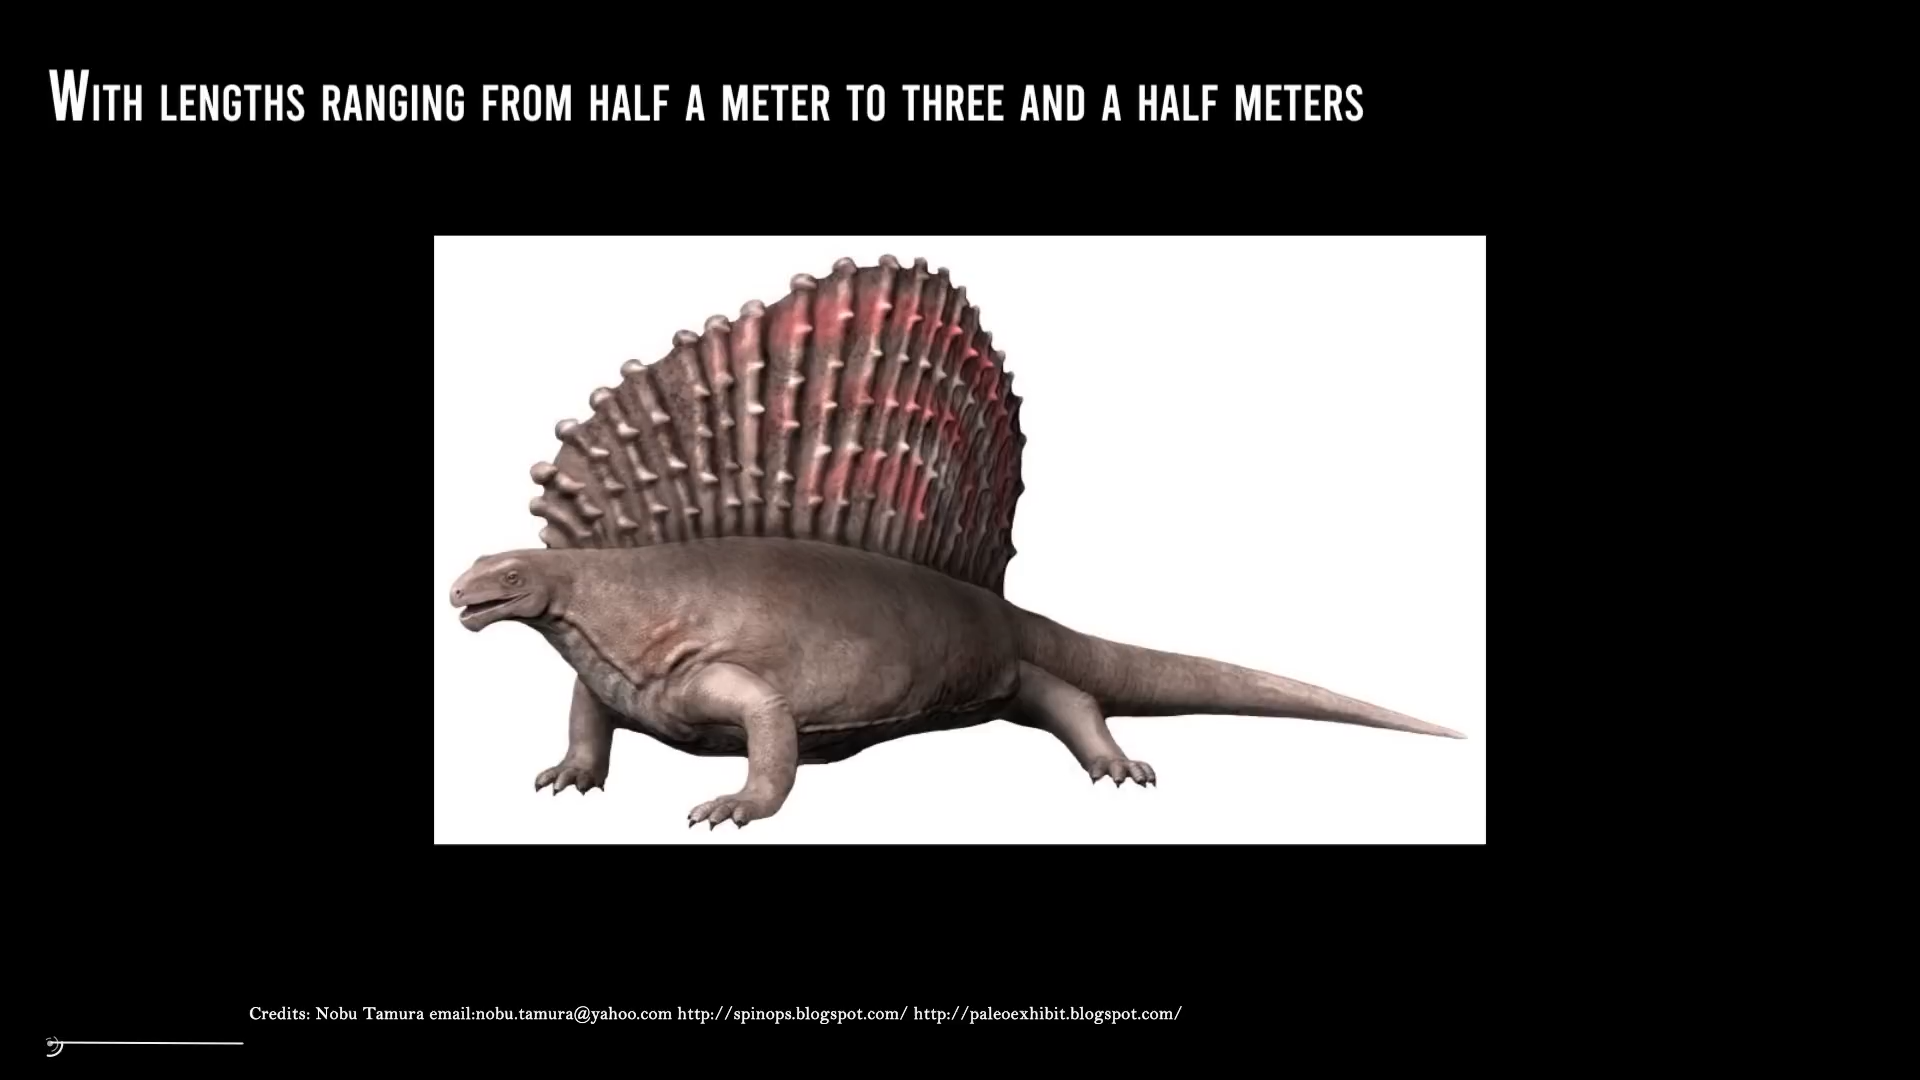 With lengths ranging from half a meter to three and a half meters
Credits: Nobu Tamura email:nobu.tamura@yahoo.com http://spinops.blogspot.com/ http://paleoexhibit.blogspot.com/